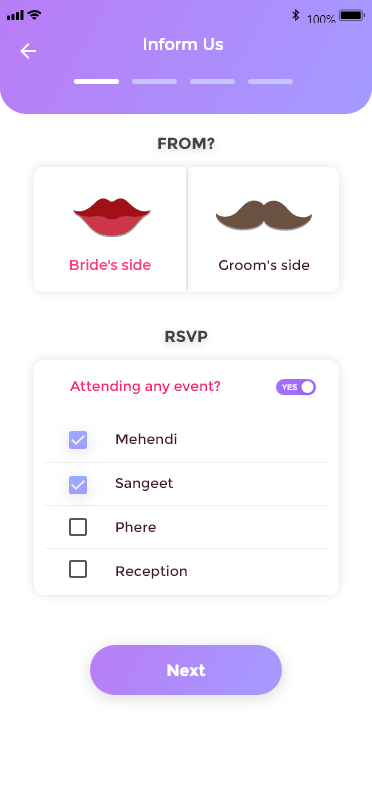 100%
Inform Us
FROM?
Bride's side
Groom's side
RSVP
Attending any event? YES
Mehendi
Sangeet
Phere
Reception
Next